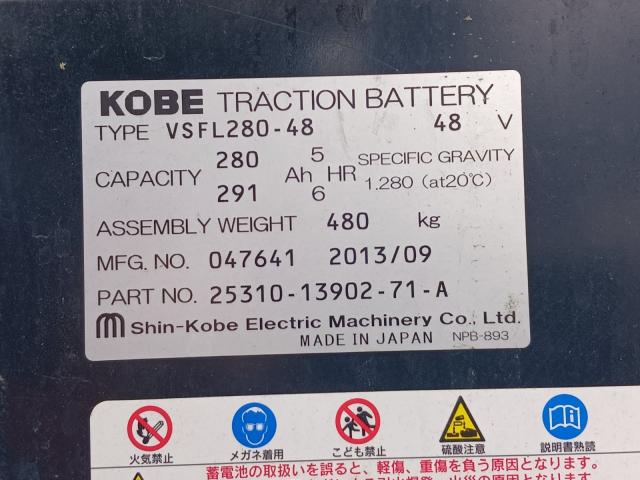 KOBE TRACTION BATTERY
TYPE VSFL280-48 48 V
CAPACITY 280 291 Ah 5 6 HR SPECIFIC GRAVITY 1.280 (at20℃)
ASSEMBLY WEIGHT 480 kg
MFG. NO. 047641 2013/09
PART NO. 25310-13902-71-A
Shin-Kobe Electric Machinery Co., Ltd.
MADE IN JAPAN NPB-893
火気禁止 メガネ着用 こども禁止 硫酸注意 説明書熟読
蓄電池の取扱いを誤ると、軽傷、重傷を負う原因となります。